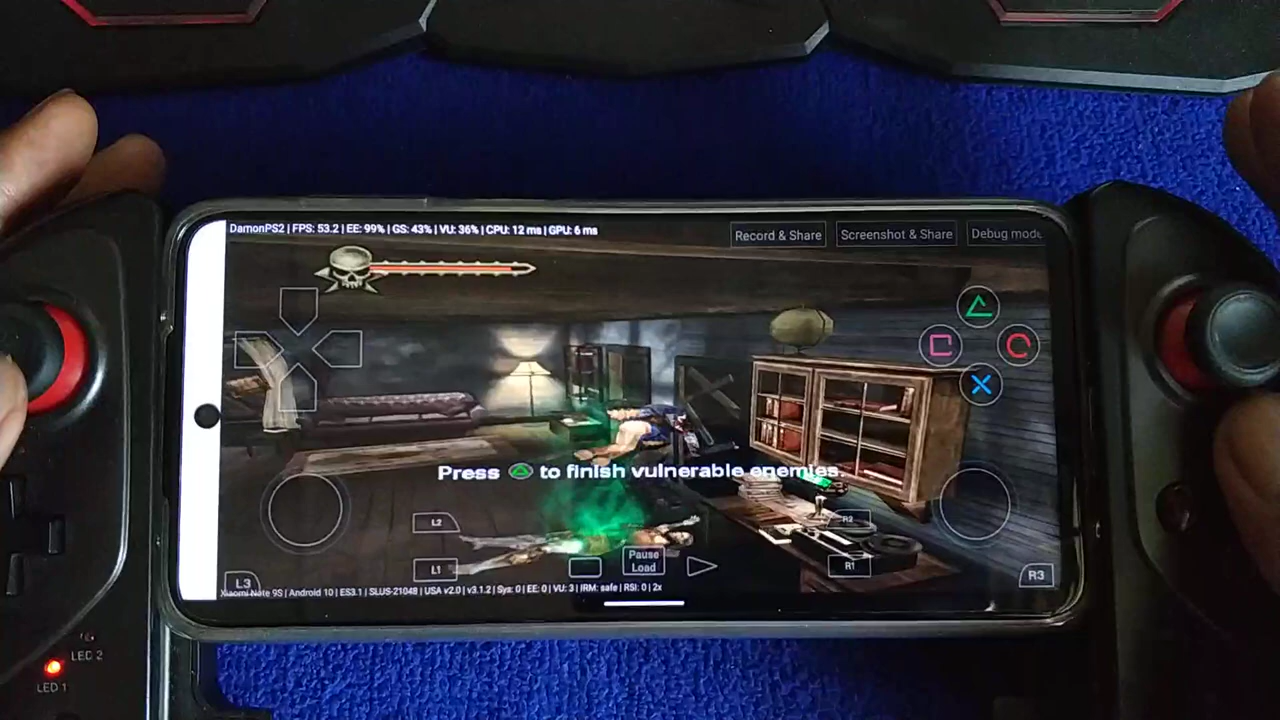 DamonPS2 | FPS: 53.2 | EE: 99% | GS: 43% | VU: 36% | CPU: 12 ms | GPU: 6 ms
Record & Share
Screenshot & Share
Debug mode
Press to finish vulnerable enemies.
L2
R2
L1
Pause
Load
R1
L3
R3
Xiaomi Note 9S | Android 10 | ES3.1 | SLUS-21048 | USA v2.0 | v3.1.2 | Sys: 0 | EE: 0 | VU: 3 | IRM: safe | RSI: 0 | 2x
LED 2
LED 1